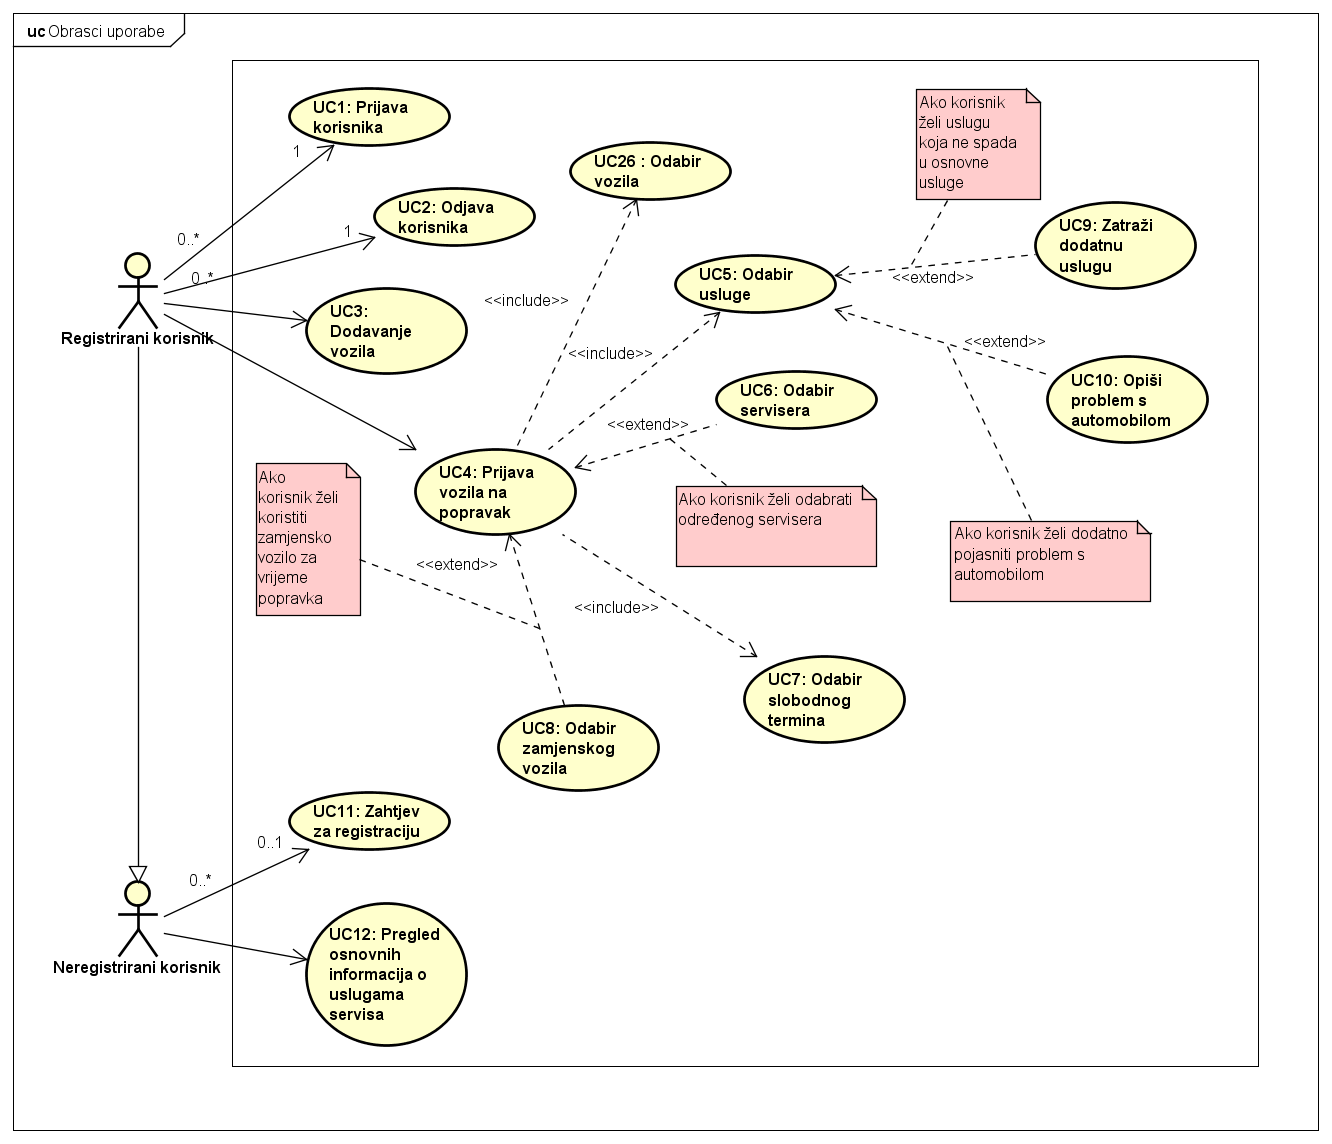 uc Obrasci uporabe
UC1: Prijava
korisnika
1
0..*
UC2: Odjava
korisnika
1
0..*
UC3:
Dodavanje
vozila
Registrirani korisnik
UC26 : Odabir
vozila
Ako korisnik
želi uslugu
koja ne spada
u osnovne
usluge
UC9: Zatraži
dodatnu
uslugu
UC5: Odabir
usluge
<<extend>>
<<include>>
<<include>>
<<extend>>
UC10: Opiši
problem s
automobilom
UC6: Odabir
servisera
<<extend>>
UC4: Prijava
vozila na
popravak
Ako
korisnik želi
koristiti
zamjensko
vozilo za
vrijeme
popravka
Ako korisnik želi odabrati
određenog servisera
Ako korisnik želi dodatno
pojasniti problem s
automobilom
<<extend>>
<<include>>
UC7: Odabir
slobodnog
termina
UC8: Odabir
zamjenskog
vozila
UC11: Zahtjev
za registraciju
0..1
0..*
Neregistrirani korisnik
UC12: Pregled
osnovnih
informacija o
uslugama
servisa